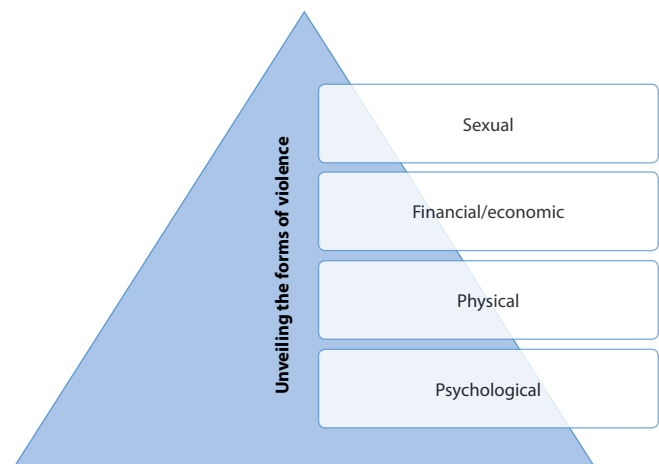 Unveiling the forms of violence
Sexual
Financial/economic
Physical
Psychological